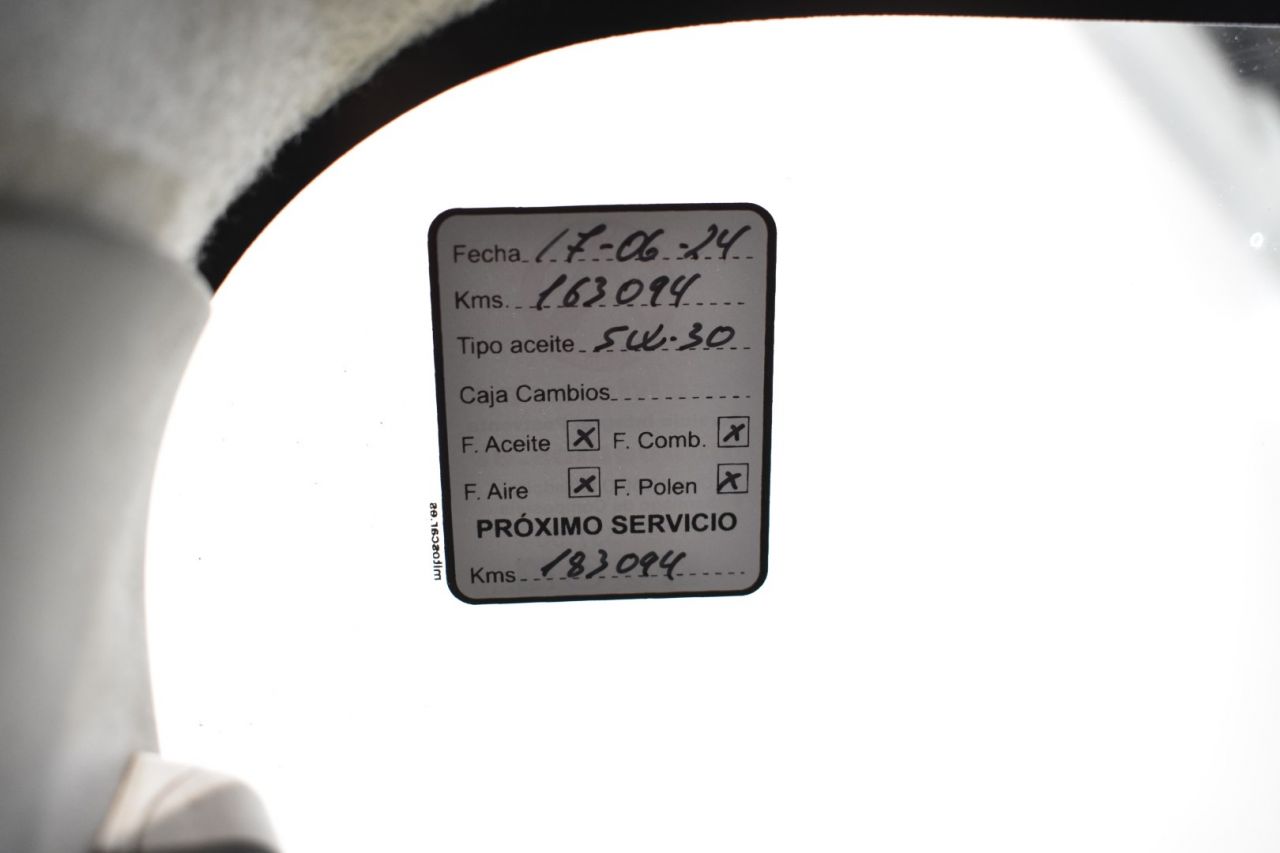 Fecha 17-06-24
Kms. 163094
Tipo aceite 5W-30
Caja Cambios
F. Aceite X F. Comb. X
F. Aire X F. Polen X
PRÓXIMO SERVICIO
Kms 183094